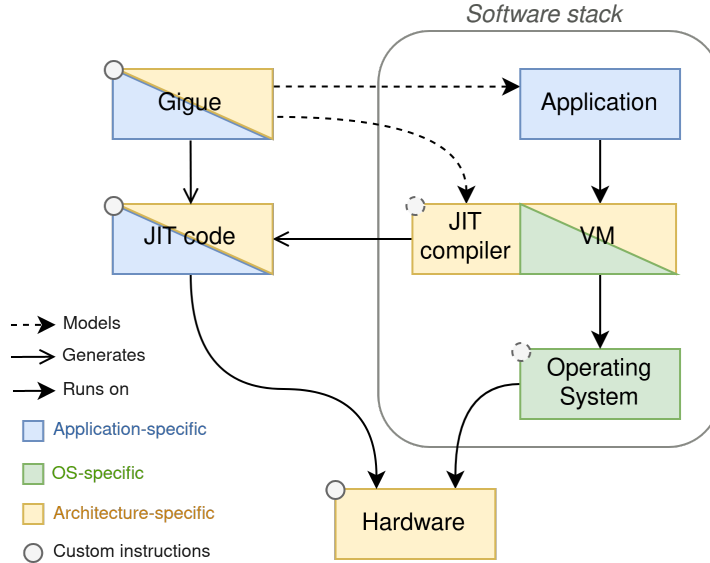 Software stack
Gigue
Application
JIT code
JIT
compiler
VM
Models
Generates
Runs on
Operating
System
Application-specific
OS-specific
Architecture-specific
Custom instructions
Hardware